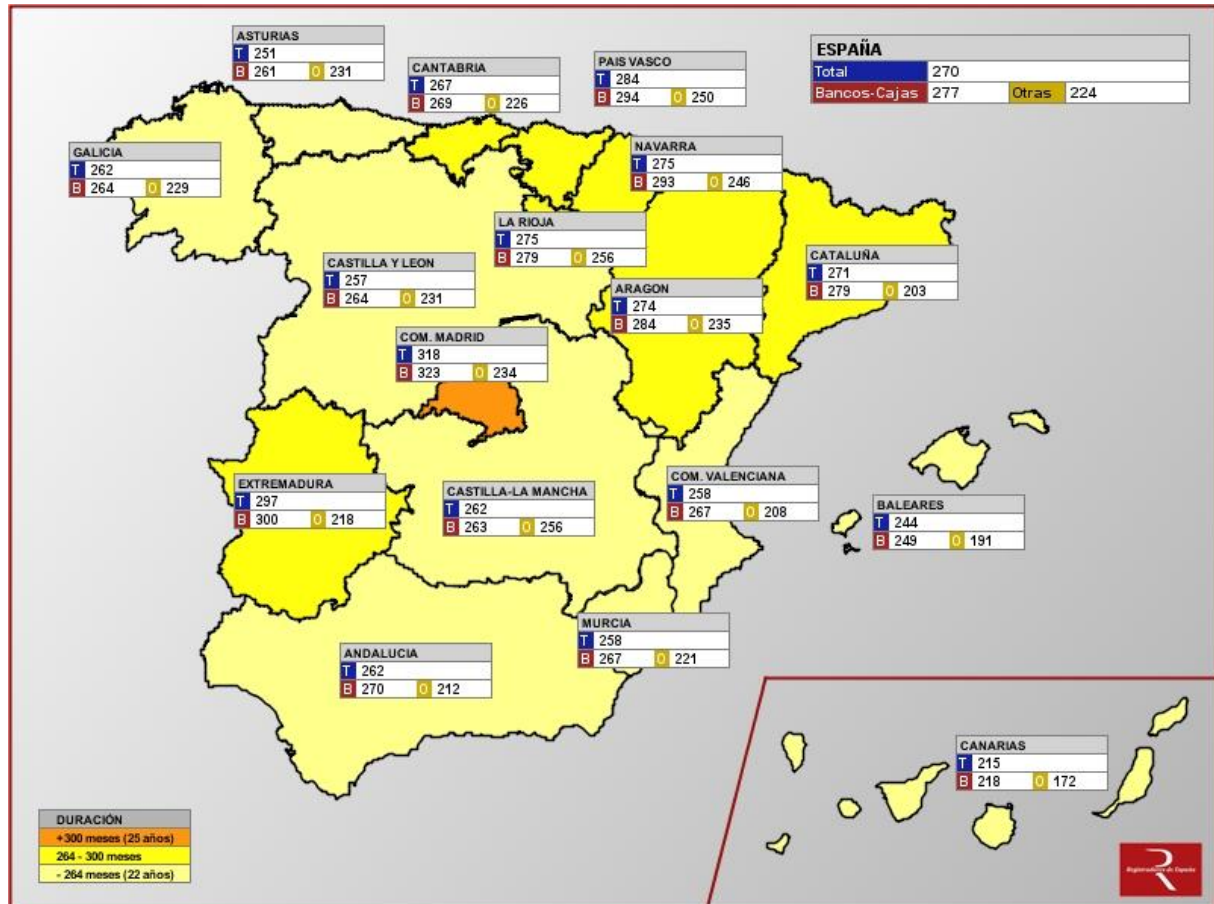 ASTURIAS
T 251
B 261 O 231
CANTABRIA
T 267
B 269 O 226
PAIS VASCO
T 284
B 294 O 250
ESPAÑA
Total 270
Bancos-Cajas 277 Otras 224
GALICIA
T 262
B 264 O 229
NAVARRA
T 275
B 293 O 246
LA RIOJA
T 275
B 279 O 256
CASTILLA Y LEON
T 257
B 264 O 231
CATALUÑA
T 271
B 279 O 203
ARAGON
T 274
B 284 O 235
COM. MADRID
T 318
B 323 O 234
EXTREMADURA
T 297
B 300 O 218
CASTILLA-LA MANCHA
T 262
B 263 O 256
COM. VALENCIANA
T 258
B 267 O 208
BALEARES
T 244
B 249 O 191
MURCIA
T 258
B 267 O 221
ANDALUCIA
T 262
B 270 O 212
CANARIAS
T 215
B 218 O 172
DURACIÓN
+300 meses (25 años)
264 - 300 meses
- 264 meses (22 años)
R
Registradores de España